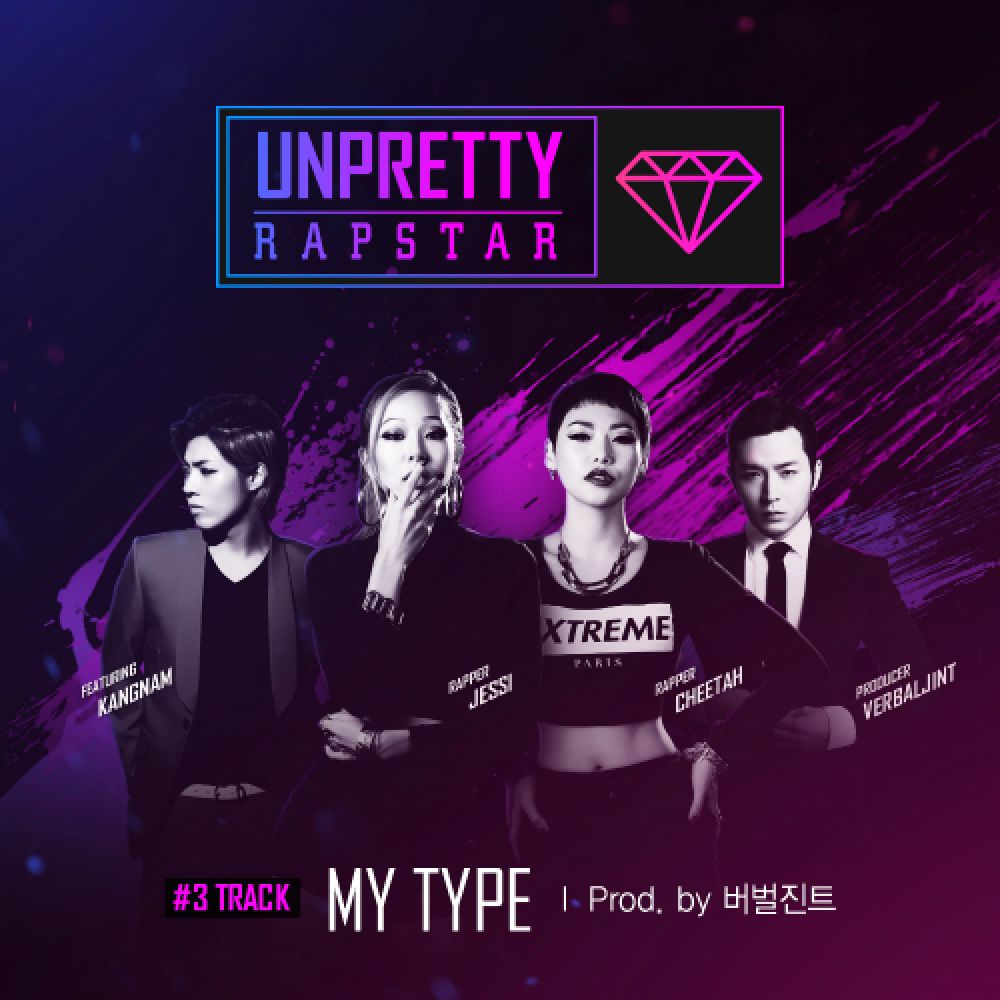 UNPRETTY
RAPSTAR
FEATURING
KANGNAM
RAPPER
JESSI
XTREME
PARIS
RAPPER
CHEETAH
PRODUCER
VERBALJINT
#3 TRACK MY TYPE | Prod. by 버벌진트